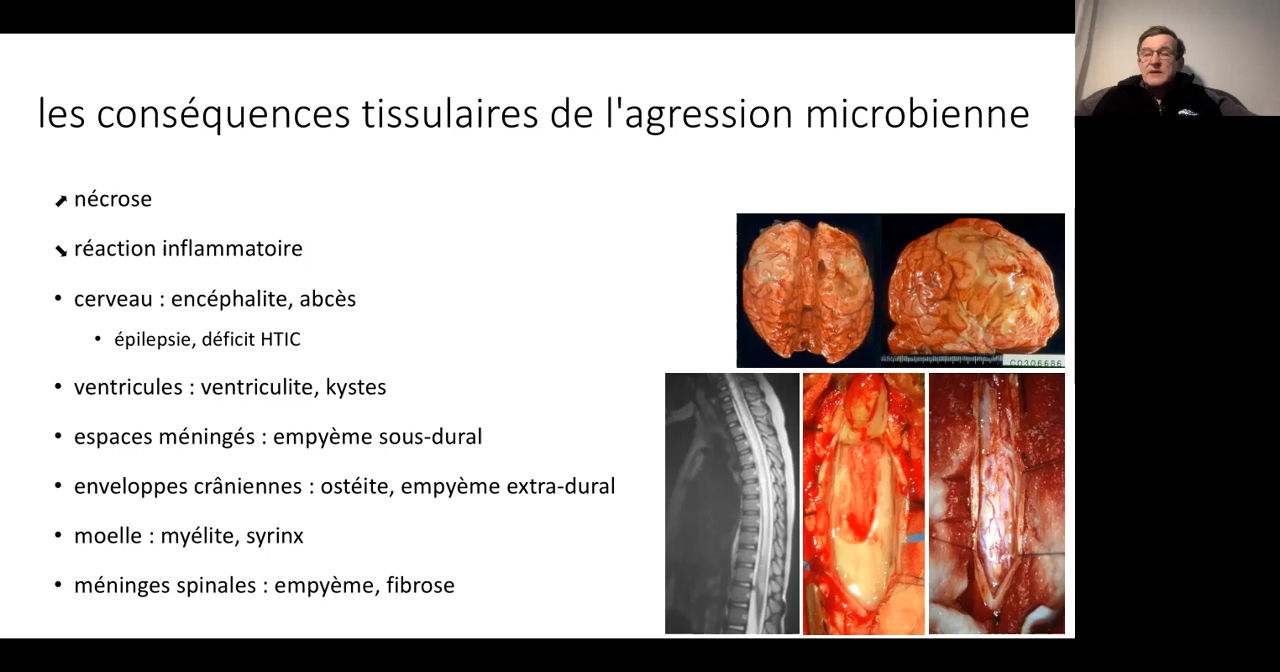 les conséquences tissulaires de l'agression microbienne
⬈ nécrose
⬊ réaction inflammatoire
• cerveau : encéphalite, abcès
• épilepsie, déficit HTIC
• ventricules : ventriculite, kystes
• espaces méningés : empyème sous-dural
• enveloppes crâniennes : ostéite, empyème extra-dural
• moelle : myélite, syrinx
• méninges spinales : empyème, fibrose
C0306686